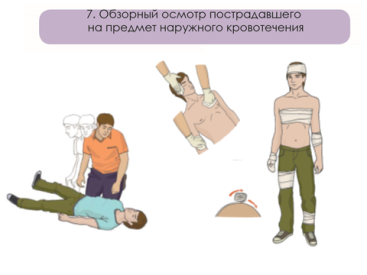 7. Обзорный осмотр пострадавшего
на предмет наружного кровотечения